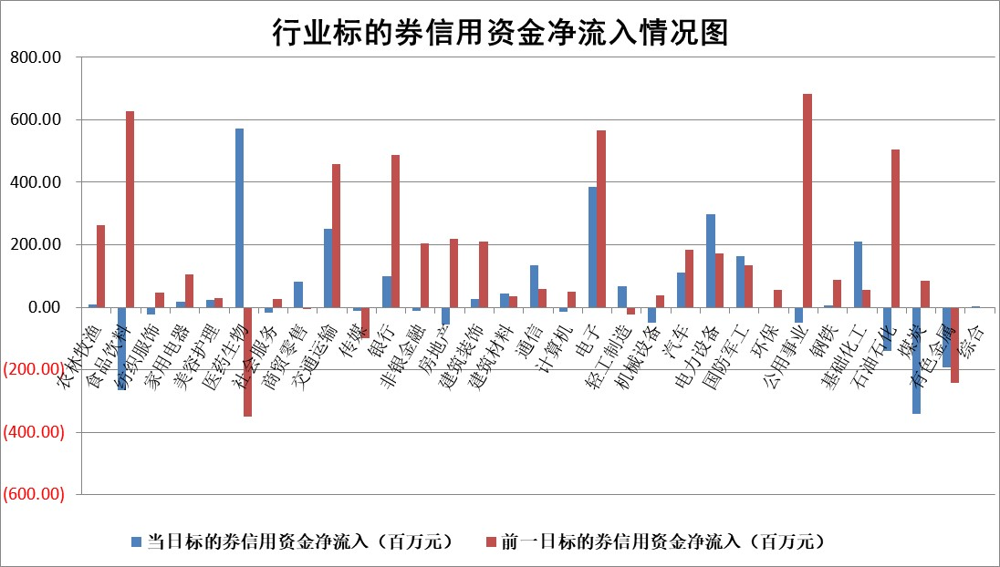 行业标的券信用资金净流入情况图
800.00
600.00
400.00
200.00
0.00
(200.00)
(400.00)
(600.00)
农林牧渔
食品饮料
纺织服饰
家用电器
美容护理
医药生物
社会服务
商贸零售
交通运输
传媒
银行
非银金融
房地产
建筑装饰
建筑材料
通信
计算机
电子
轻工制造
机械设备
汽车
电力设备
国防军工
环保
公用事业
钢铁
基础化工
石油石化
煤炭
有色金属
综合
当日标的券信用资金净流入（百万元）
前一日标的券信用资金净流入（百万元）